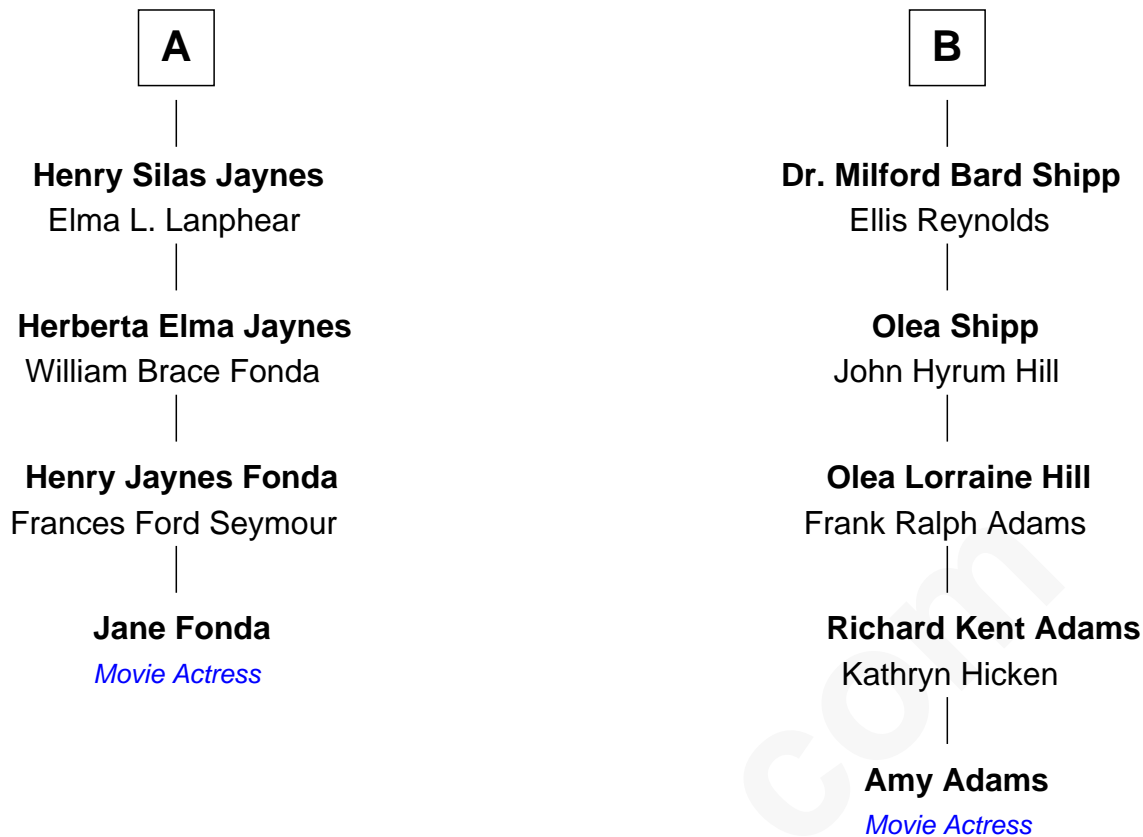 A
Henry Silas Jaynes
Elma L. Lanphear
Herberta Elma Jaynes
William Brace Fonda
Henry Jaynes Fonda
Frances Ford Seymour
Jane Fonda
Movie Actress
B
Dr. Milford Bard Shipp
Ellis Reynolds
Olea Shipp
John Hyrum Hill
Olea Lorraine Hill
Frank Ralph Adams
Richard Kent Adams
Kathryn Hicken
Amy Adams
Movie Actress
com